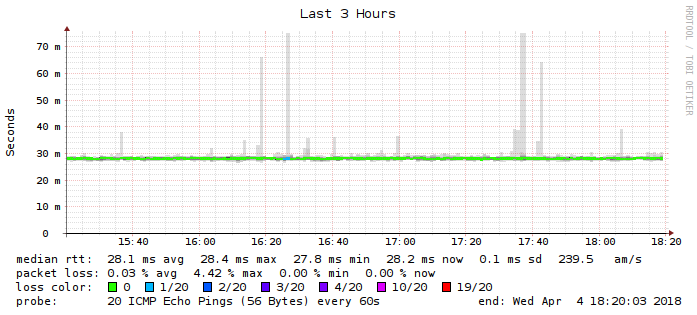 Last 3 Hours
RRDTOOL / TOBI OETIKER
Seconds
70 m
60 m
50 m
40 m
30 m
20 m
10 m
0
15:40 16:00 16:20 16:40 17:00 17:20 17:40 18:00 18:20
median rtt: 28.1 ms avg 28.4 ms max 27.8 ms min 28.2 ms now 0.1 ms sd 239.5 am/s
packet loss: 0.03 % avg 4.42 % max 0.00 % min 0.00 % now
loss color: 0 1/20 2/20 3/20 4/20 10/20 19/20
probe: 20 ICMP Echo Pings (56 Bytes) every 60s end: Wed Apr 4 18:20:03 2018